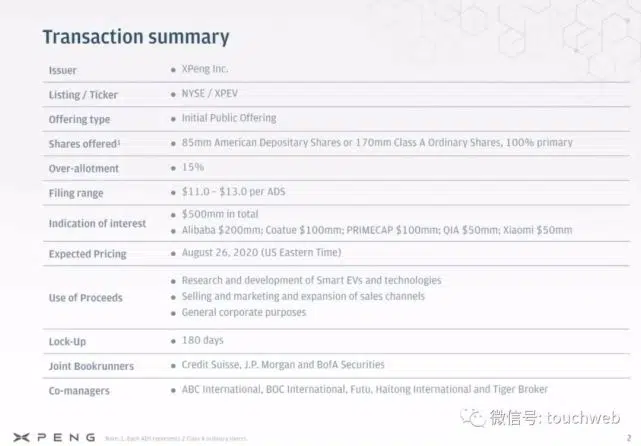 Transaction summary
Issuer • XPeng Inc.
Listing / Ticker • NYSE / XPEV
Offering type • Initial Public Offering
Shares offered¹ • 85mm American Depositary Shares or 170mm Class A Ordinary Shares, 100% primary
Over-allotment • 15%
Filing range • $11.0 – $13.0 per ADS
Indication of interest • $500mm in total
• Alibaba $200mm; Coatue $100mm; PRIMECAP $100mm; QIA $50mm; Xiaomi $50mm
Expected Pricing • August 26, 2020 (US Eastern Time)
Use of Proceeds • Research and development of Smart EVs and technologies
• Selling and marketing and expansion of sales channels
• General corporate purposes
Lock-Up • 180 days
Joint Bookrunners • Credit Suisse, J.P. Morgan and BofA Securities
Co-managers • ABC International, BOC International, Futu, Haitong International and Tiger Broker
微信号: touchweb
XPENG Note: 1. Each ADS represents 2 Class A ordinary shares. 2